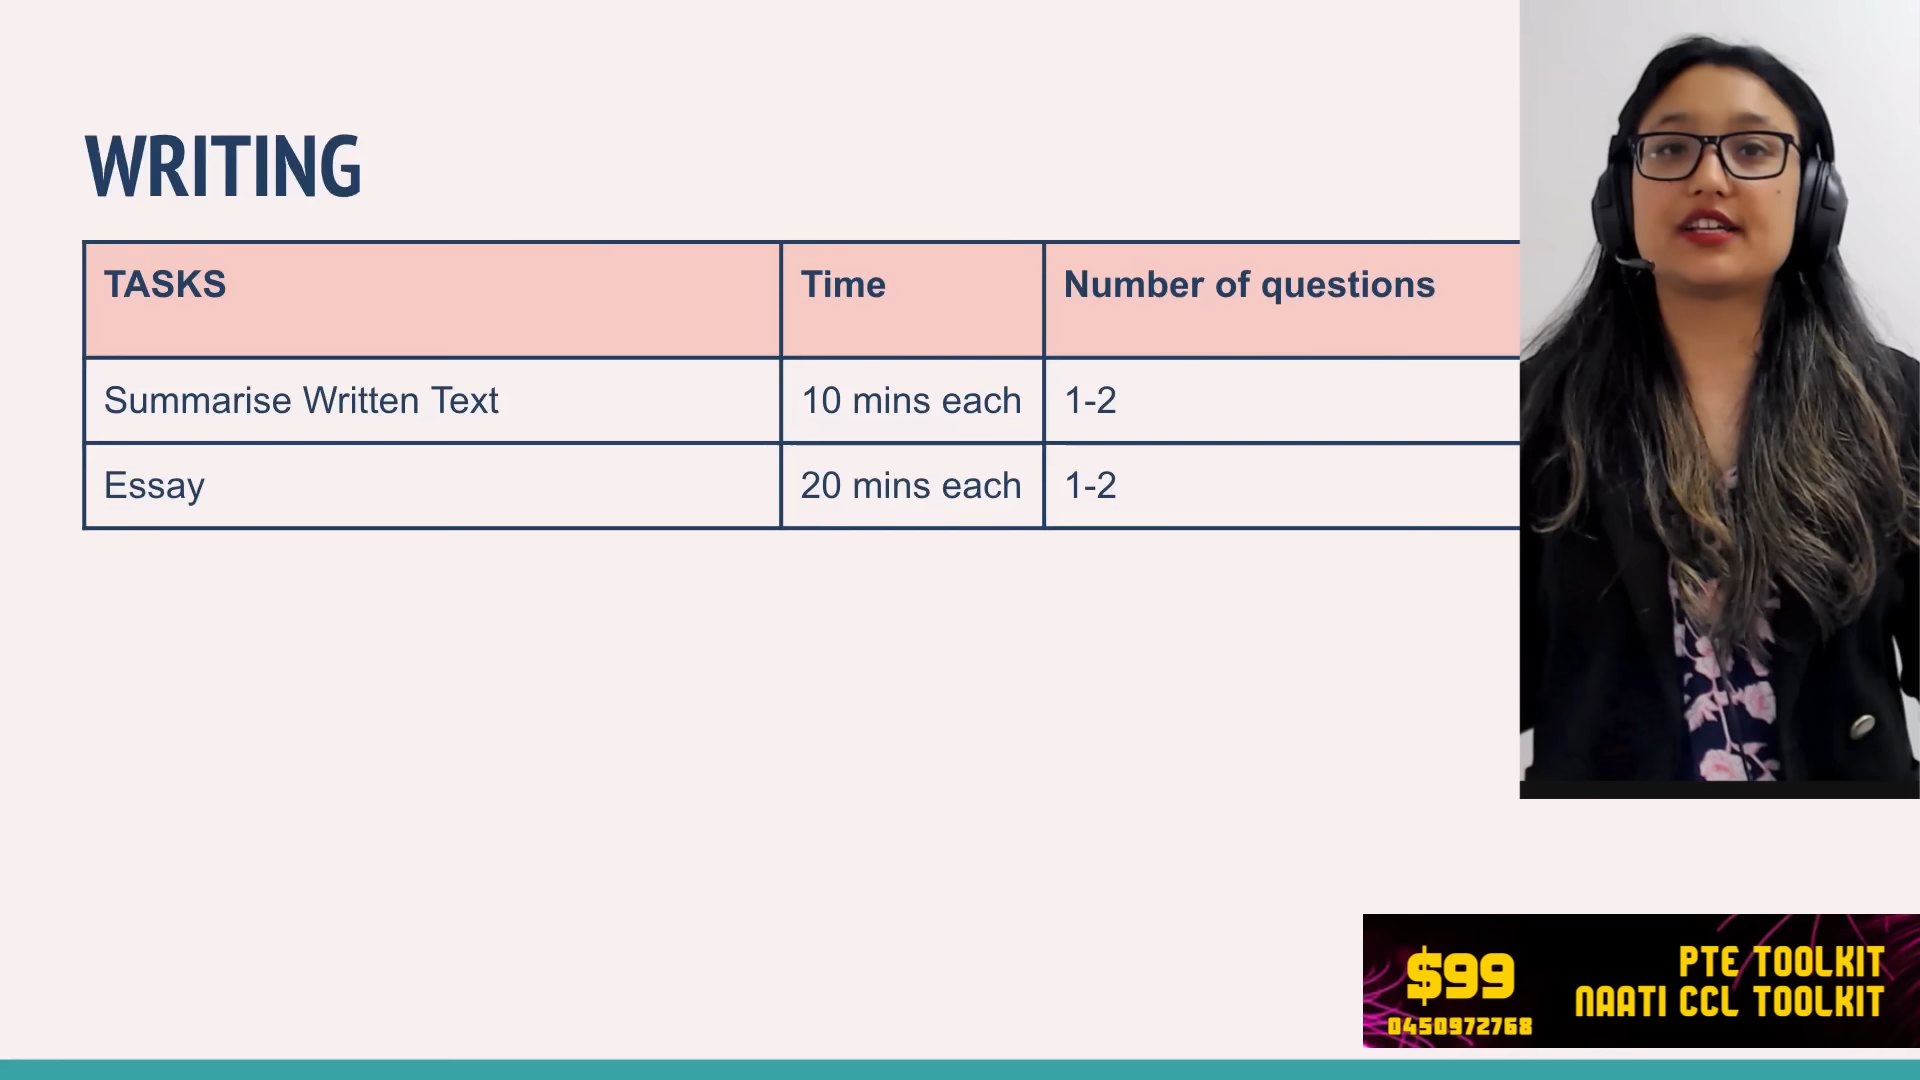 WRITING
TASKS Time Number of questions
Summarise Written Text 10 mins each 1-2
Essay 20 mins each 1-2
$99
0450972768
PTE TOOLKIT
NAATI CCL TOOLKIT